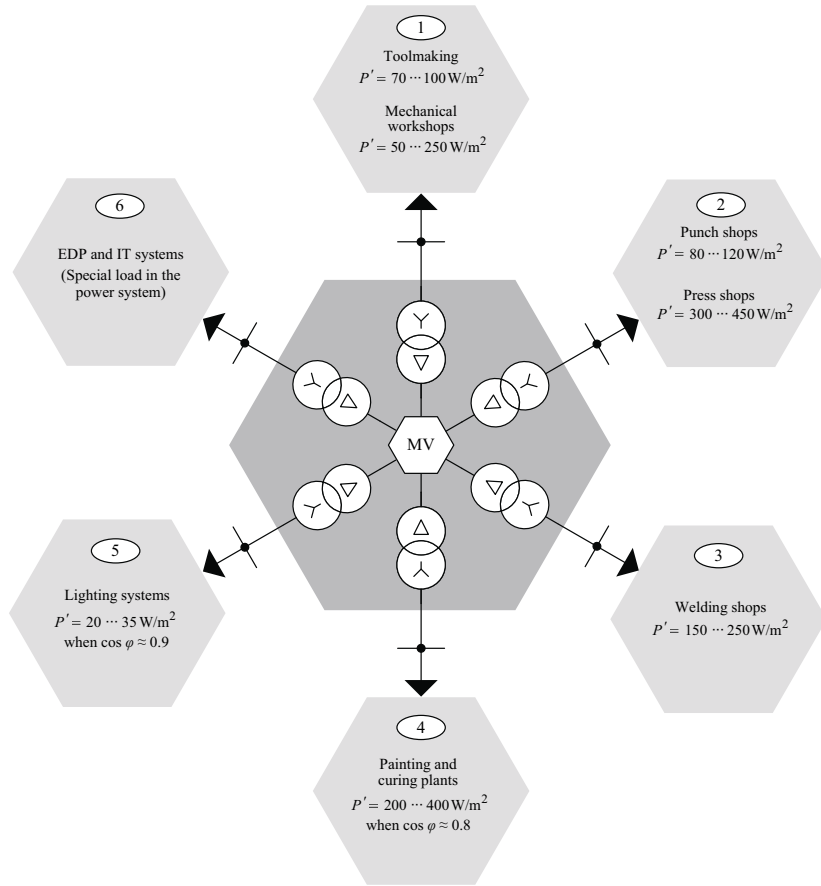 1
Toolmaking
P′ = 70 ··· 100 W/m²
Mechanical
workshops
P′ = 50 ··· 250 W/m²
2
Punch shops
P′ = 80 ··· 120 W/m²
Press shops
P′ = 300 ··· 450 W/m²
3
Welding shops
P′ = 150 ··· 250 W/m²
4
Painting and
curing plants
P′ = 200 ··· 400 W/m²
when cos φ ≈ 0.8
5
Lighting systems
P′ = 20 ··· 35 W/m²
when cos φ ≈ 0.9
6
EDP and IT systems
(Special load in the
power system)
MV